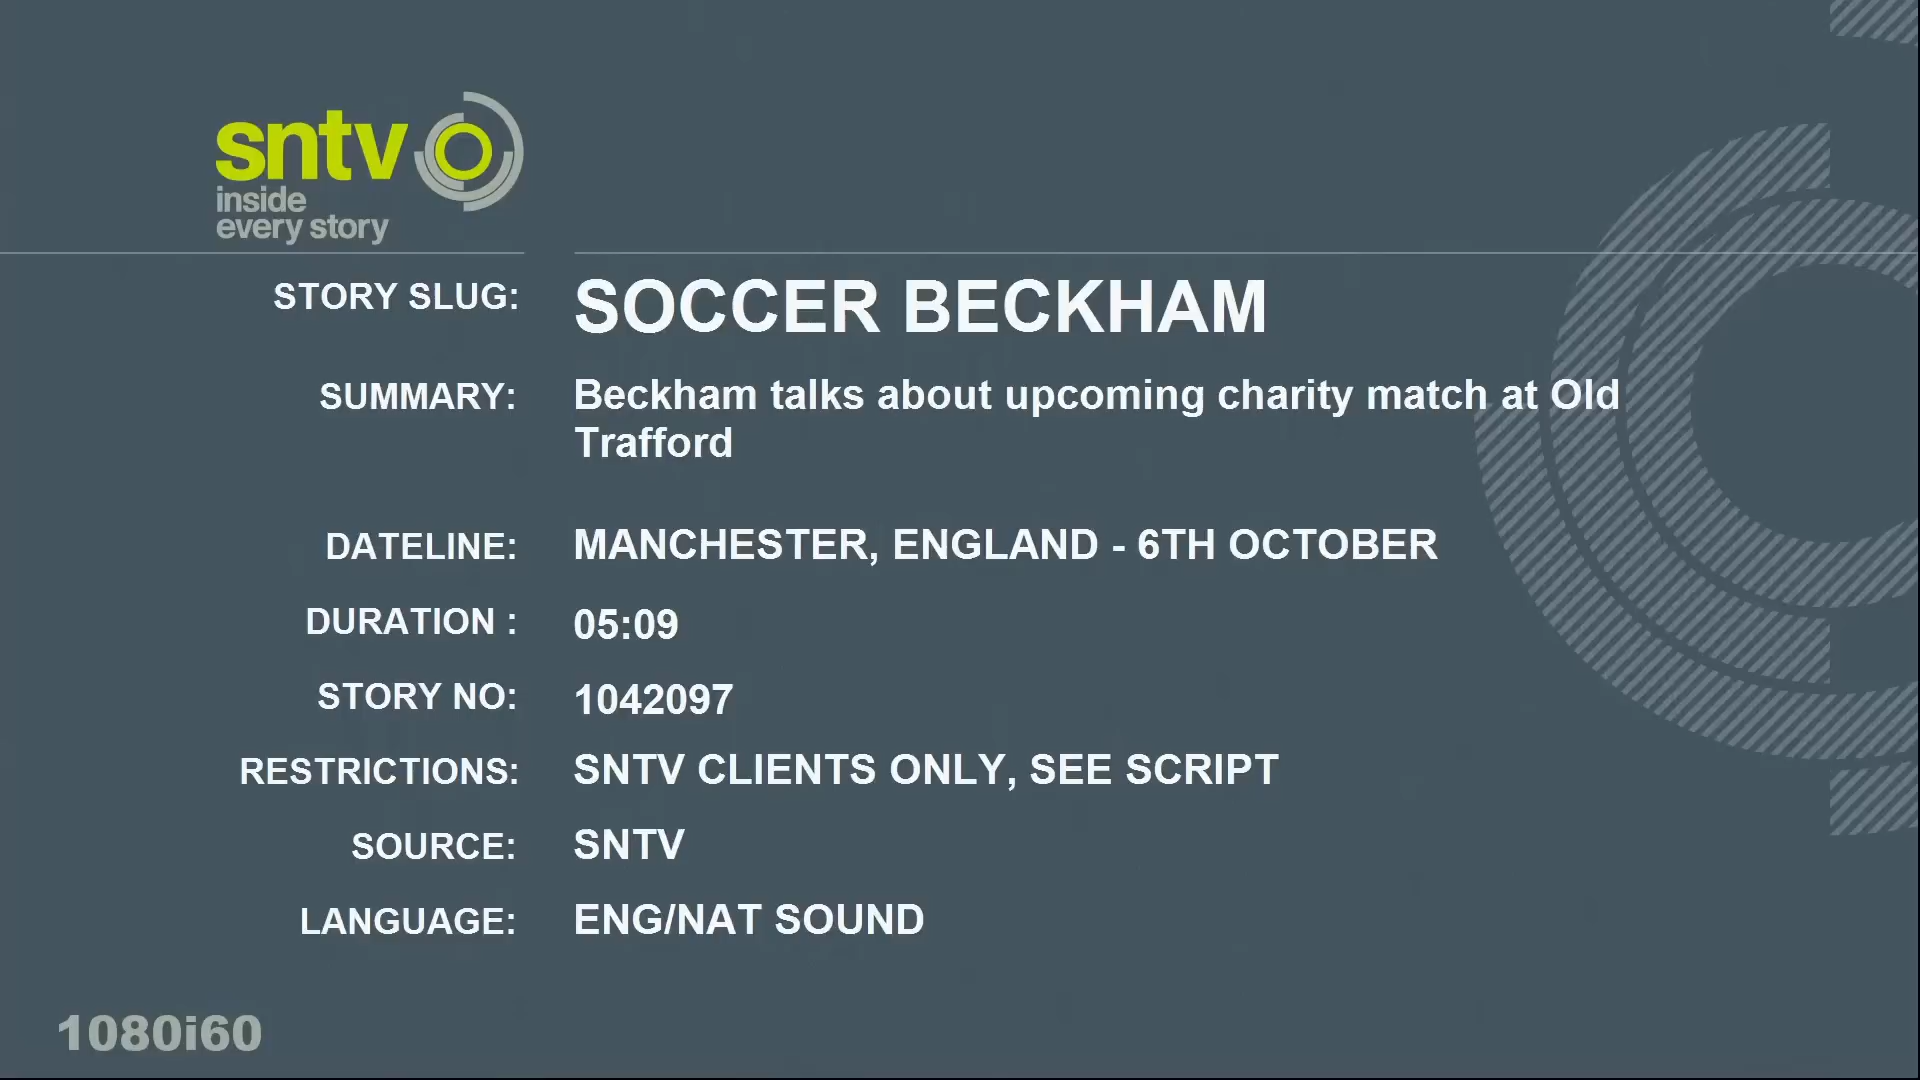 sntv
inside
every story
STORY SLUG: SOCCER BECKHAM
SUMMARY: Beckham talks about upcoming charity match at Old
Trafford
DATELINE: MANCHESTER, ENGLAND - 6TH OCTOBER
DURATION : 05:09
STORY NO: 1042097
RESTRICTIONS: SNTV CLIENTS ONLY, SEE SCRIPT
SOURCE: SNTV
LANGUAGE: ENG/NAT SOUND
1080i60